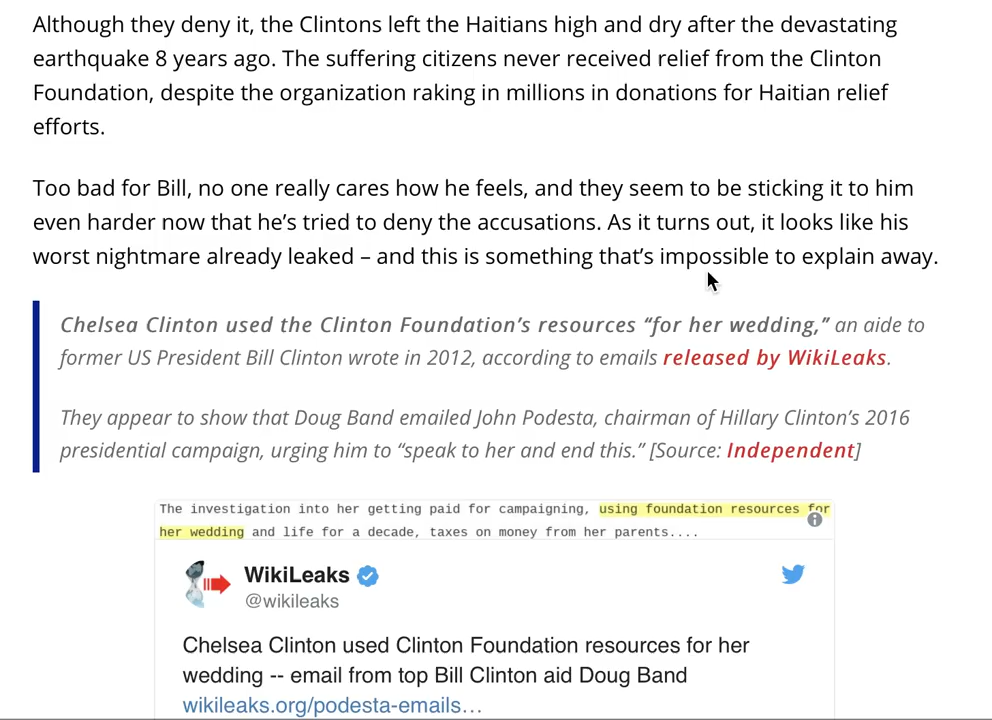 Although they deny it, the Clintons left the Haitians high and dry after the devastating
earthquake 8 years ago. The suffering citizens never received relief from the Clinton
Foundation, despite the organization raking in millions in donations for Haitian relief
efforts.
Too bad for Bill, no one really cares how he feels, and they seem to be sticking it to him
even harder now that he’s tried to deny the accusations. As it turns out, it looks like his
worst nightmare already leaked – and this is something that’s impossible to explain away.
Chelsea Clinton used the Clinton Foundation’s resources “for her wedding,” an aide to
former US President Bill Clinton wrote in 2012, according to emails released by WikiLeaks.
They appear to show that Doug Band emailed John Podesta, chairman of Hillary Clinton’s 2016
presidential campaign, urging him to “speak to her and end this.” [Source: Independent]
The investigation into her getting paid for campaigning, using foundation resources for
her wedding and life for a decade, taxes on money from her parents....
WikiLeaks
@wikileaks
Chelsea Clinton used Clinton Foundation resources for her
wedding -- email from top Bill Clinton aid Doug Band
wikileaks.org/podesta-emails…